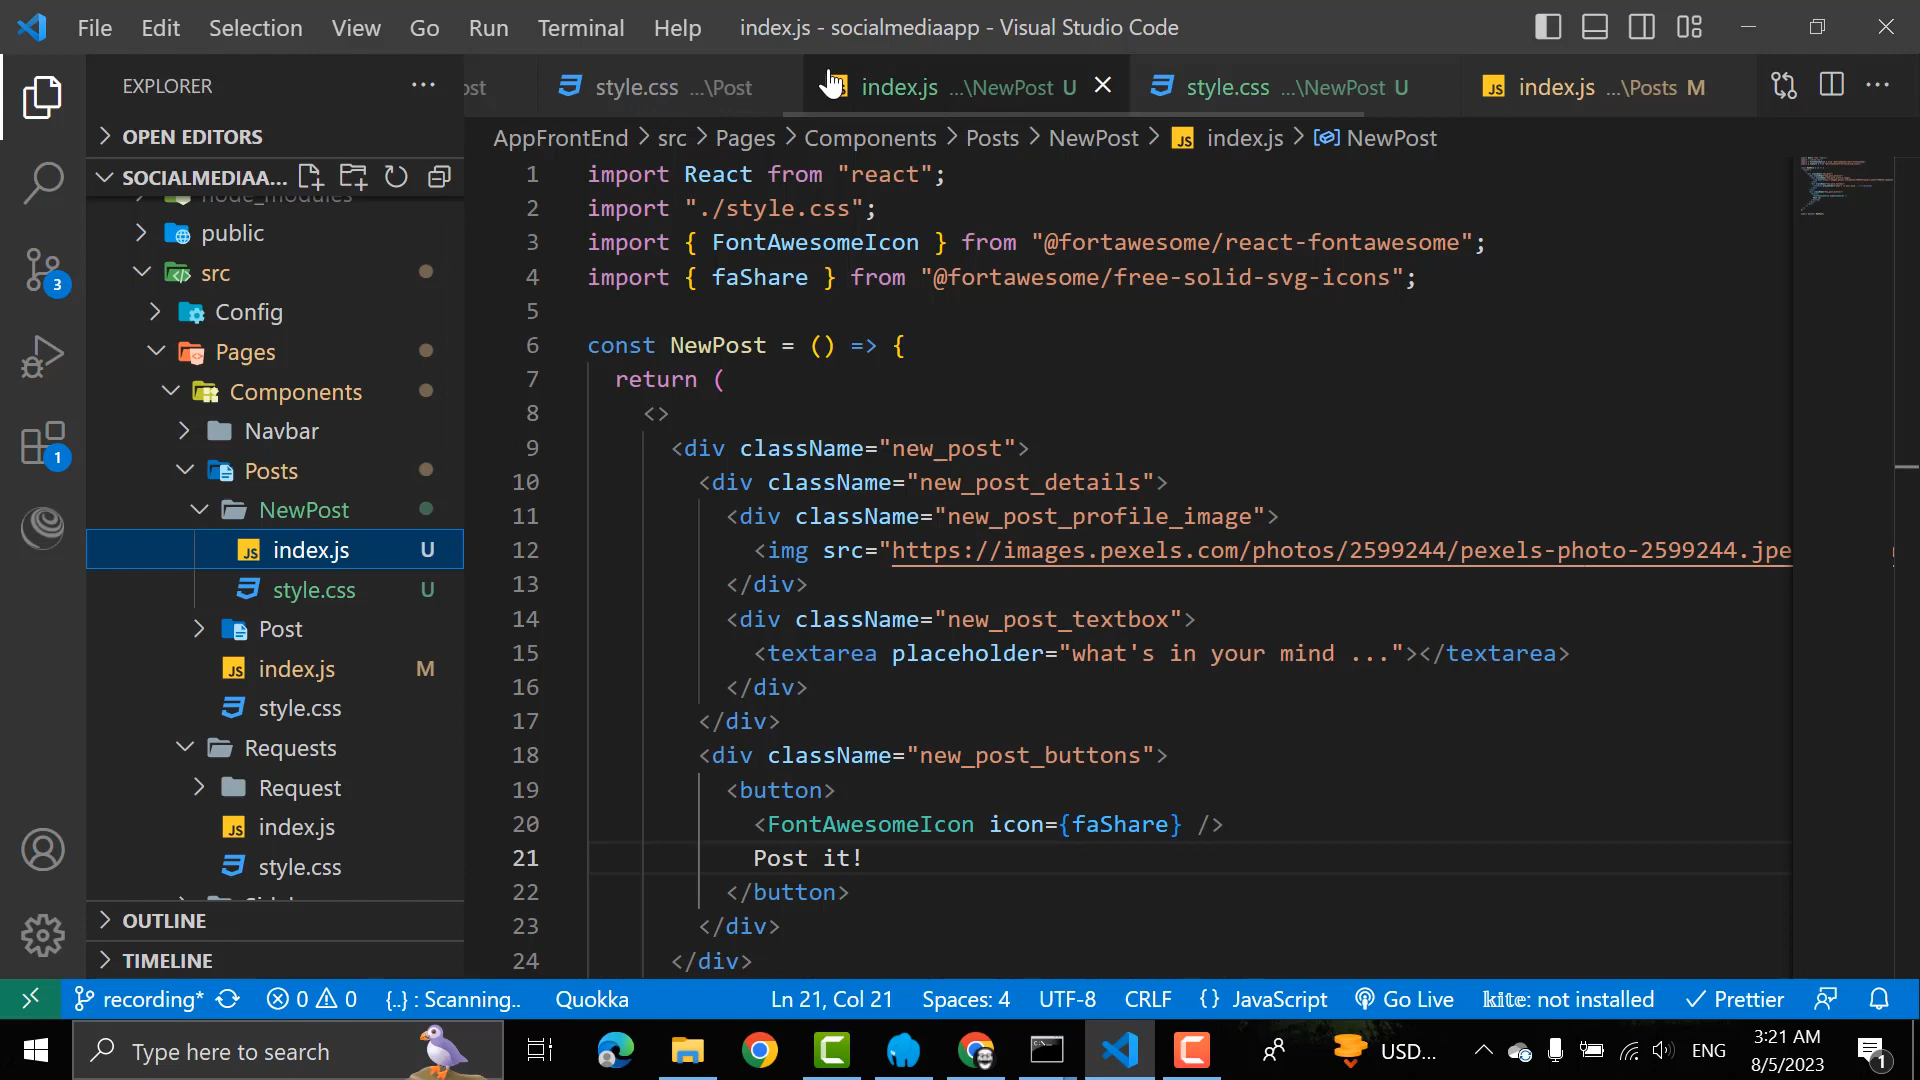 File Edit Selection View Go Run Terminal Help index.js - socialmediaapp - Visual Studio Code
EXPLORER
ost style.css ...\Post index.js ...\NewPost U style.css ...\NewPost U index.js ...\Posts M
OPEN EDITORS
AppFrontEnd > src > Pages > Components > Posts > NewPost > index.js > NewPost
SOCIALMEDIAA...
node_modules
public
src
Config
Pages
Components
Navbar
Posts
NewPost
index.js U
style.css U
Post
index.js M
style.css
Requests
Request
index.js
style.css
OUTLINE
TIMELINE
3
1
1 import React from "react";
2 import "./style.css";
3 import { FontAwesomeIcon } from "@fortawesome/react-fontawesome";
4 import { faShare } from "@fortawesome/free-solid-svg-icons";
5
6 const NewPost = () => {
7 return (
8 <>
9 <div className="new_post">
10 <div className="new_post_details">
11 <div className="new_post_profile_image">
12 <img src="https://images.pexels.com/photos/2599244/pexels-photo-2599244.jpe
13 </div>
14 <div className="new_post_textbox">
15 <textarea placeholder="what's in your mind ..."></textarea>
16 </div>
17 </div>
18 <div className="new_post_buttons">
19 <button>
20 <FontAwesomeIcon icon={faShare} />
21 Post it!
22 </button>
23 </div>
24 </div>
recording* 0 0 {..} : Scanning.. Quokka Ln 21, Col 21 Spaces: 4 UTF-8 CRLF {} JavaScript Go Live kite: not installed Prettier
Type here to search USD... ENG 3:21 AM
8/5/2023
1